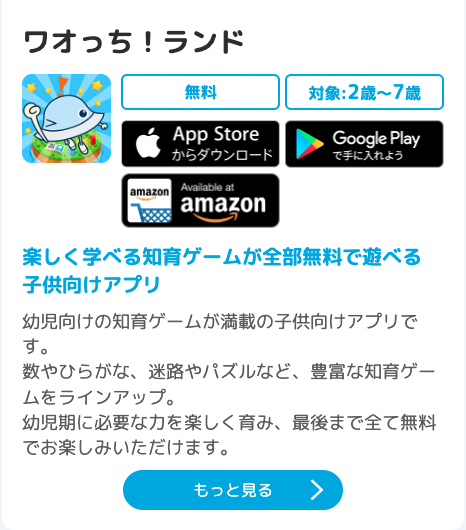 ワオっち！ランド
無料
対象:2歳〜7歳
App Store
からダウンロード
Google Play
で手に入れよう
amazon
Available at
amazon
楽しく学べる知育ゲームが全部無料で遊べる
子供向けアプリ
幼児向けの知育ゲームが満載の子供向けアプリで
す。
数やひらがな、迷路やパズルなど、豊富な知育ゲー
ムをラインアップ。
幼児期に必要な力を楽しく育み、最後まで全て無料
でお楽しみいただけます。
もっと見る